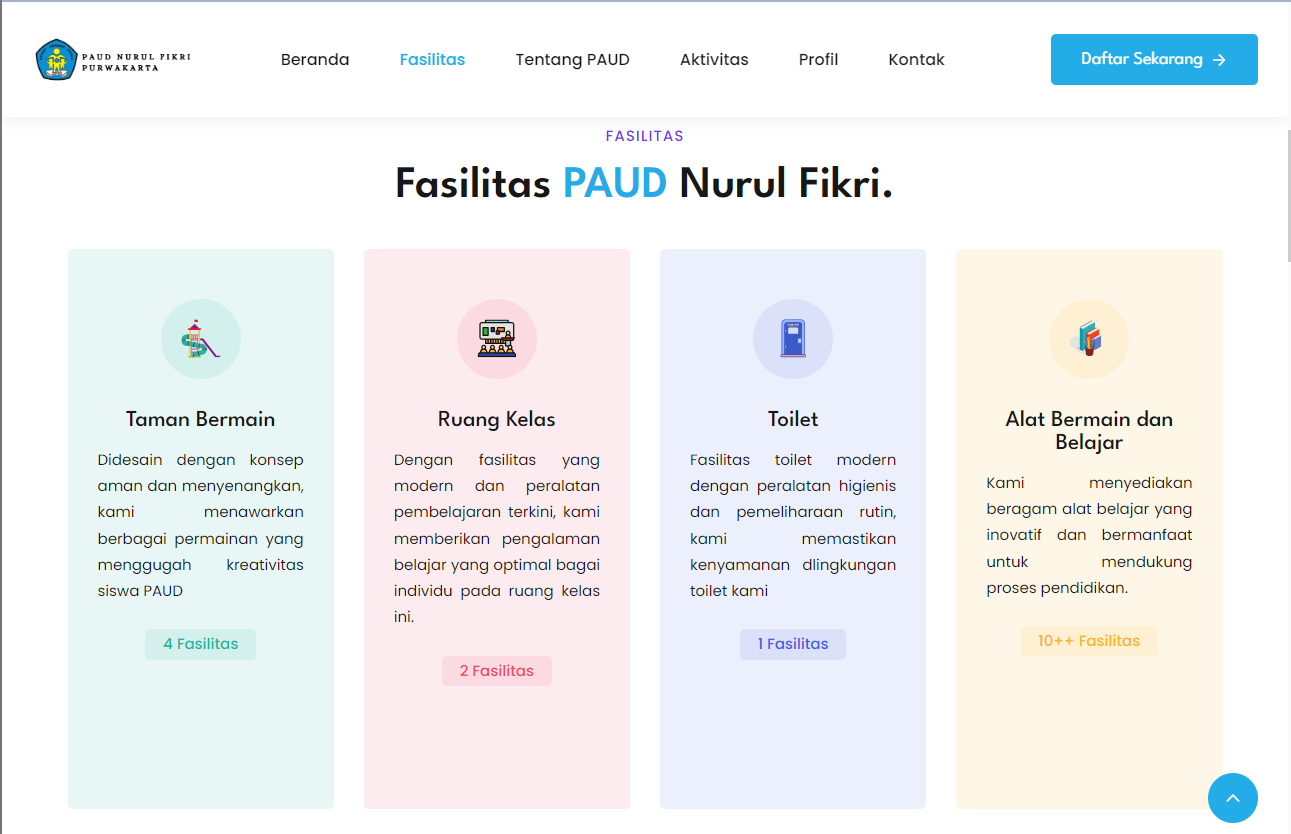 PAUD NURUL FIKRI
PURWAKARTA
Beranda
Fasilitas
Tentang PAUD
Aktivitas
Profil
Kontak
Daftar Sekarang
FASILITAS
Fasilitas PAUD Nurul Fikri.
Taman Bermain
Didesain dengan konsep
aman dan menyenangkan,
kami menawarkan
berbagai permainan yang
menggugah kreativitas
siswa PAUD
4 Fasilitas
Ruang Kelas
Dengan fasilitas yang
modern dan peralatan
pembelajaran terkini, kami
memberikan pengalaman
belajar yang optimal bagai
individu pada ruang kelas
ini.
2 Fasilitas
Toilet
Fasilitas toilet modern
dengan peralatan higienis
dan pemeliharaan rutin,
kami memastikan
kenyamanan dlingkungan
toilet kami
1 Fasilitas
Alat Bermain dan
Belajar
Kami menyediakan
beragam alat belajar yang
inovatif dan bermanfaat
untuk mendukung
proses pendidikan.
10++ Fasilitas